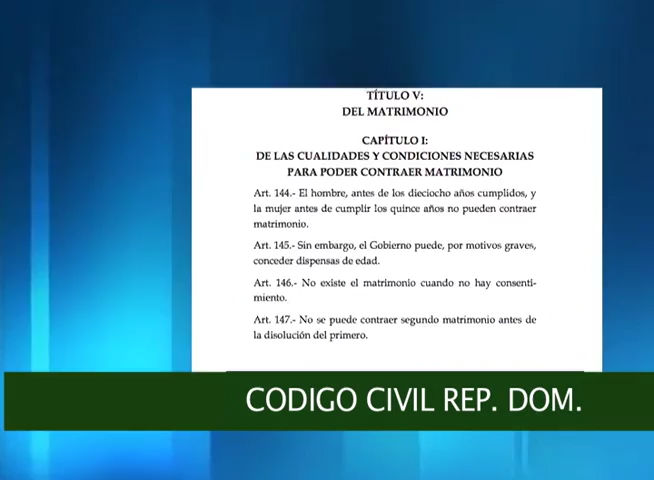 TÍTULO V:
DEL MATRIMONIO
CAPÍTULO I:
DE LAS CUALIDADES Y CONDICIONES NECESARIAS
PARA PODER CONTRAER MATRIMONIO
Art. 144.- El hombre, antes de los dieciocho años cumplidos, y
la mujer antes de cumplir los quince años no pueden contraer
matrimonio.
Art. 145.- Sin embargo, el Gobierno puede, por motivos graves,
conceder dispensas de edad.
Art. 146.- No existe el matrimonio cuando no hay consenti-
miento.
Art. 147.- No se puede contraer segundo matrimonio antes de
la disolución del primero.
CODIGO CIVIL REP. DOM.